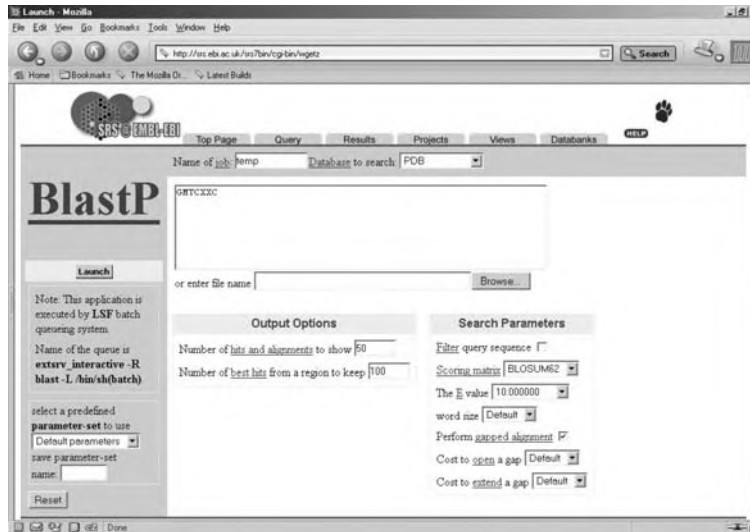 Launch - Mozilla
File Edit View Go Bookmarks Tools Window Help
http://srs.ebi.ac.uk/srs7bin/cgi-bin/wgetz
Search
Home Bookmarks The Mozilla Or... Latest Builds
SRS@EMBL-EBI
Top Page Query Results Projects Views Databanks
HELP
Name of job: temp Database to search: PDB
BlastP
GMTCXXC
Launch
or enter file name Browse...
Note: This application is
executed by LSF batch
queueing system.
Name of the queue is
extsrv_interactive -R
blast -L /bin/sh(batch)
select a predefined
parameter-set to use
Default parameters
save parameter-set
name:
Reset
Output Options
Number of hits and alignments to show 50
Number of best hits from a region to keep 100
Search Parameters
Filter query sequence
Scoring matrix BLOSUM62
The E value 10.000000
word size Default
Perform gapped alignment
Cost to open a gap Default
Cost to extend a gap Default
Done